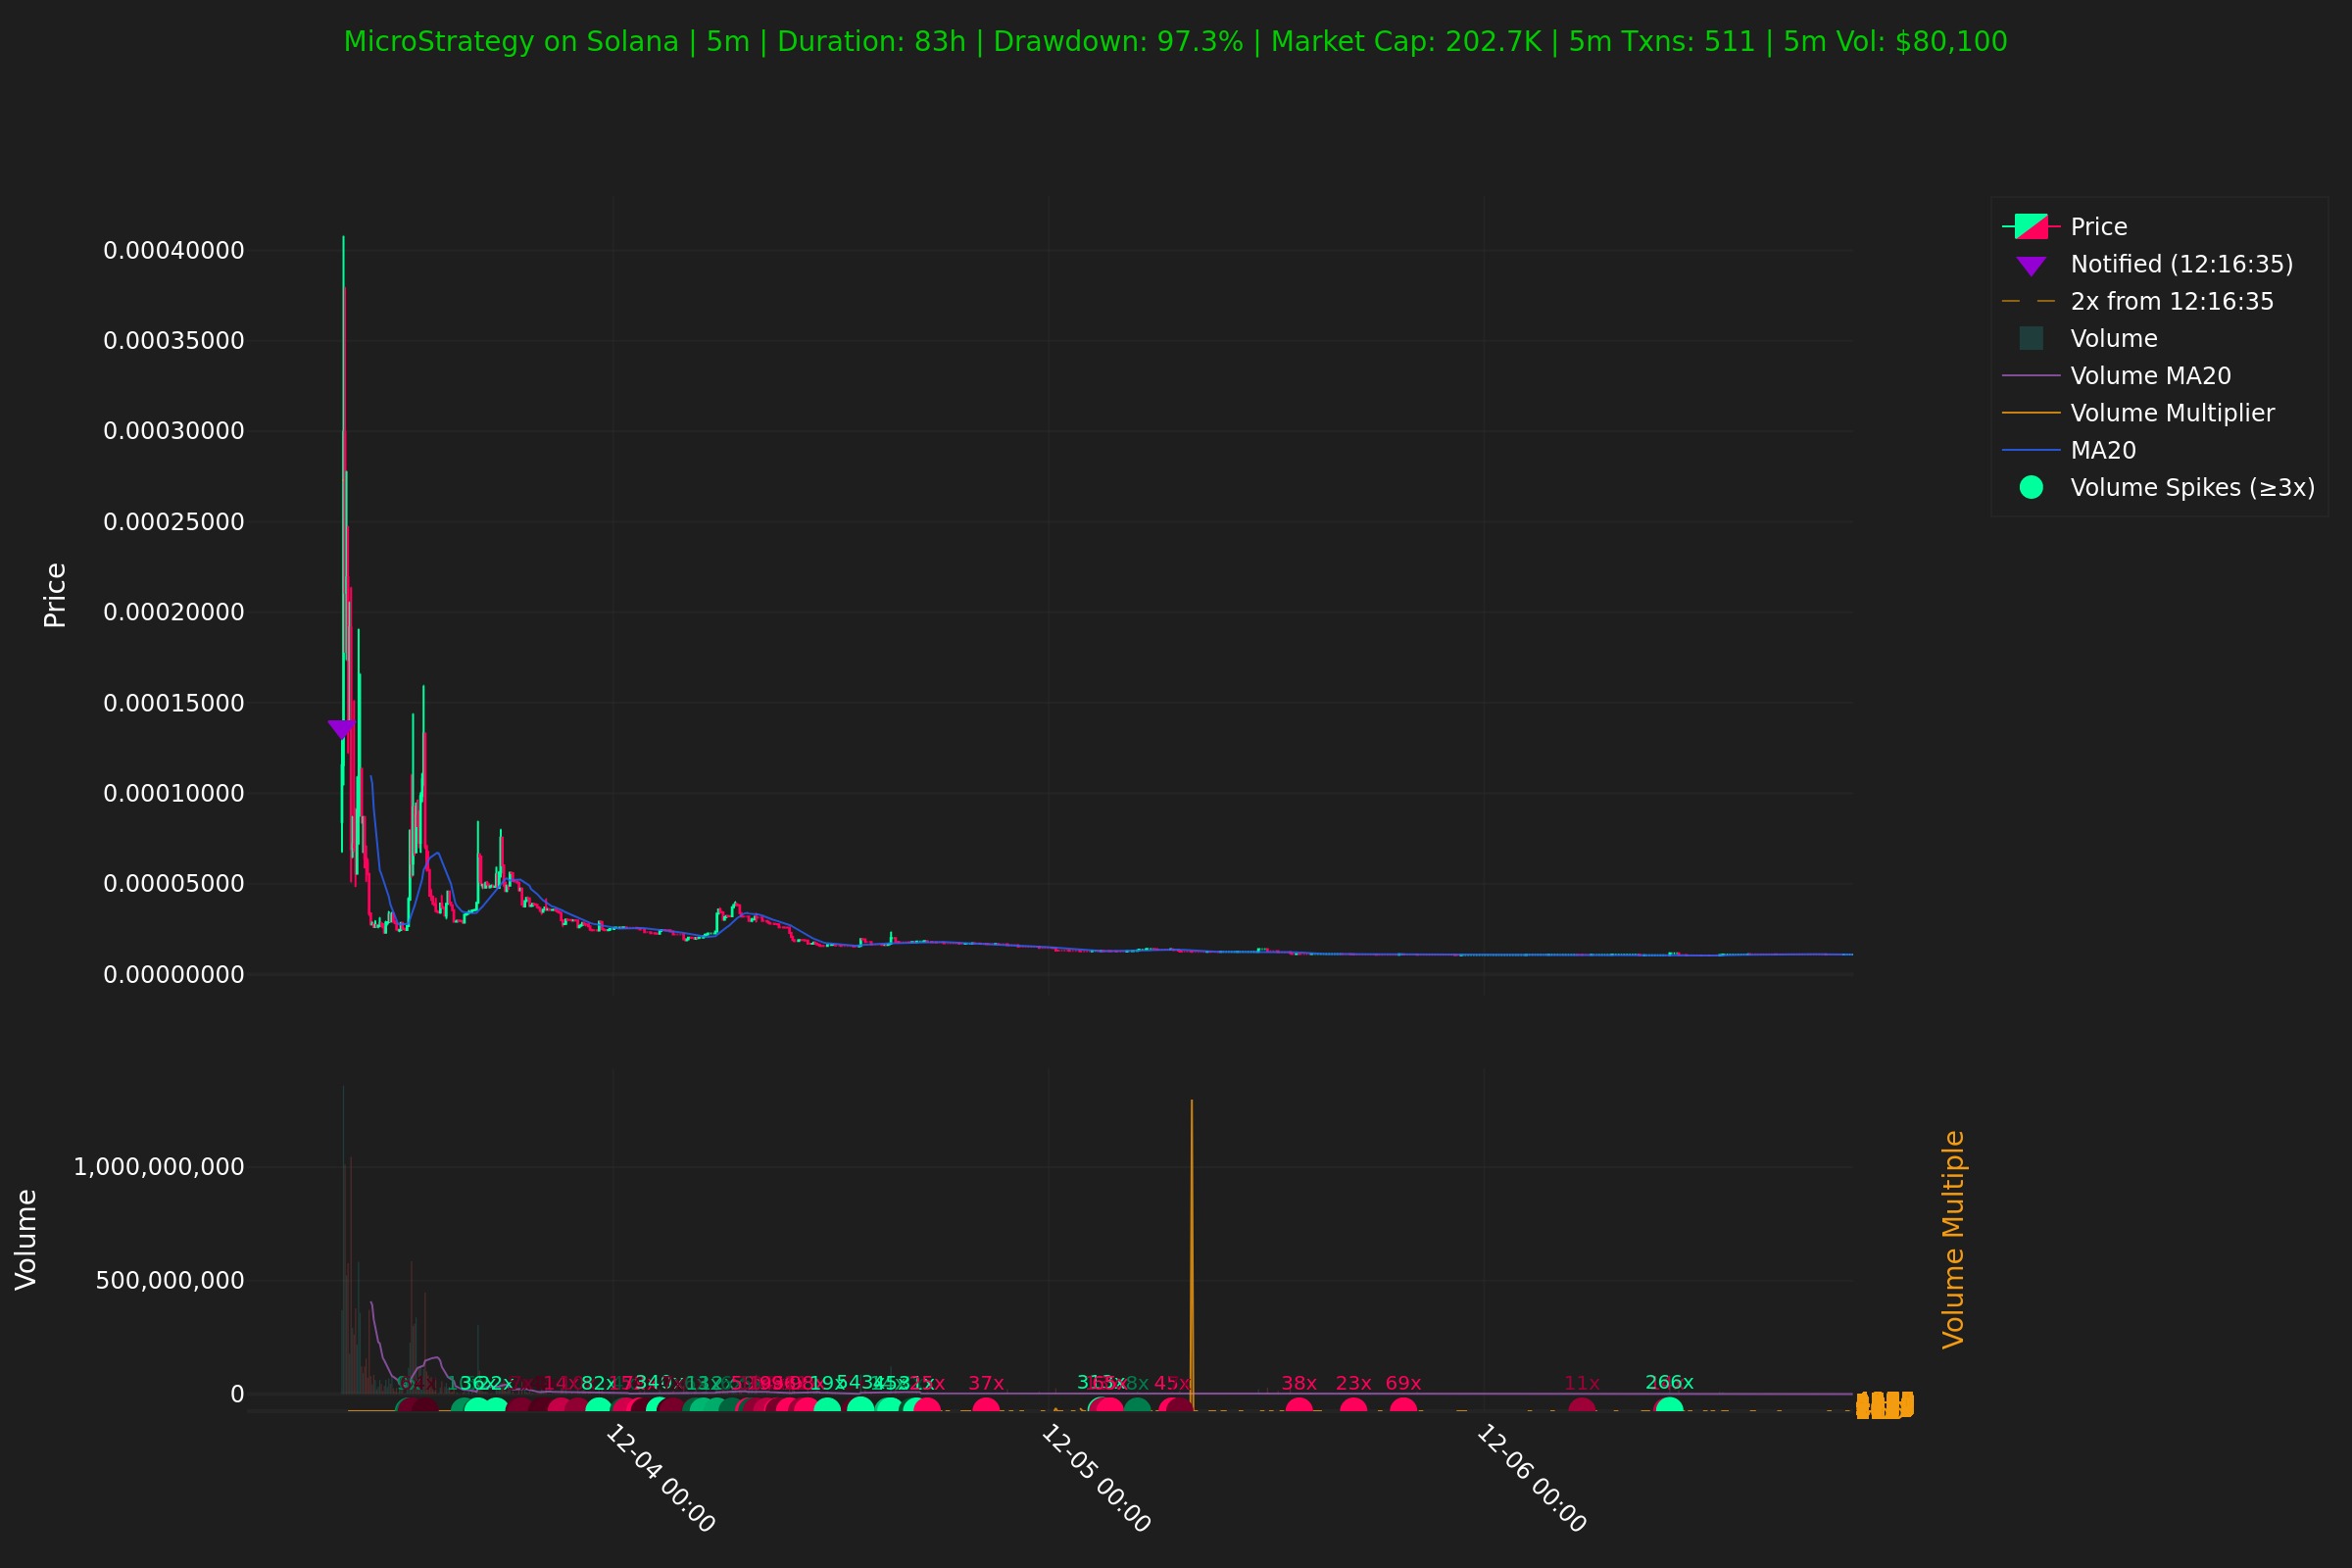 MicroStrategy on Solana | 5m | Duration: 83h | Drawdown: 97.3% | Market Cap: 202.7K | 5m Txns: 511 | 5m Vol: $80,100
Price
Notified (12:16:35)
2x from 12:16:35
Volume
Volume MA20
Volume Multiplier
MA20
Volume Spikes (≥3x)
Price
0.00040000
0.00035000
0.00030000
0.00025000
0.00020000
0.00015000
0.00010000
0.00005000
0.00000000
Volume
1,000,000,000
500,000,000
0
Volume Multiple
22x
14x
82x
19x
37x
45x
38x
23x
69x
11x
266x
12-04 00:00
12-05 00:00
12-06 00:00